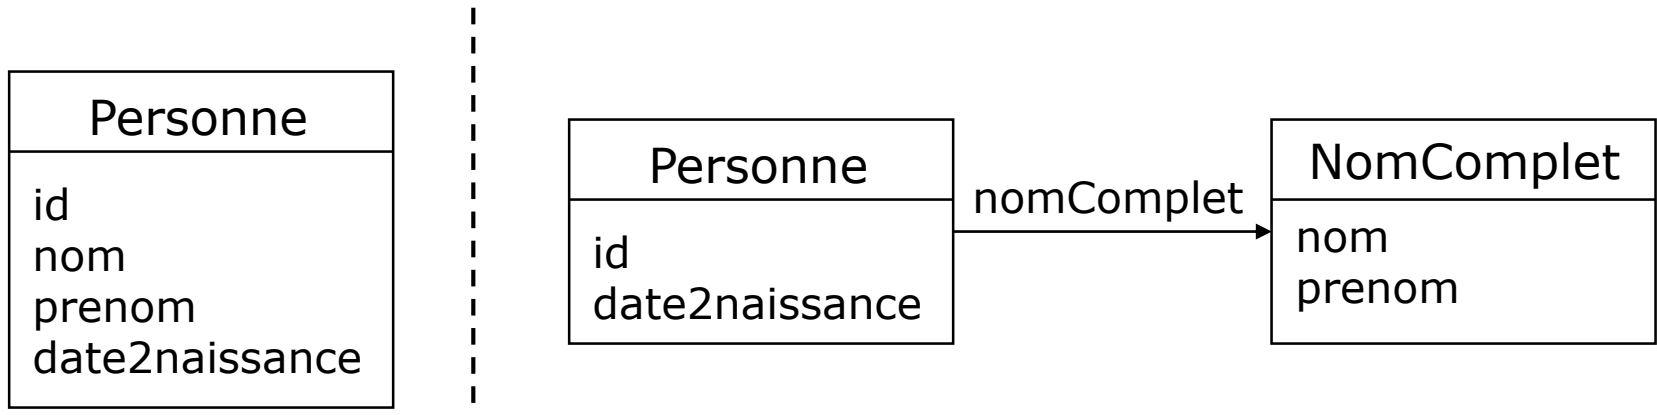 Personne
id
nom
prenom
date2naissance
Personne
id
date2naissance
nomComplet
NomComplet
nom
prenom